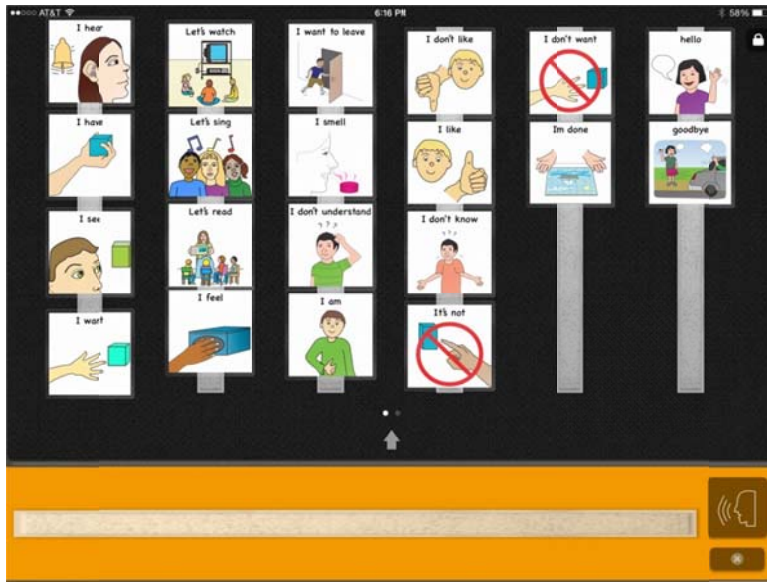 AT&T 6:16 PM 58%
I hear
Let's watch
I want to leave
I don't like
I don't want
hello
I have
Let's sing
I smell
I like
Im done
goodbye
I see
Let's read
I don't understand
???
I don't know
???
I want
I feel
I am
It's not